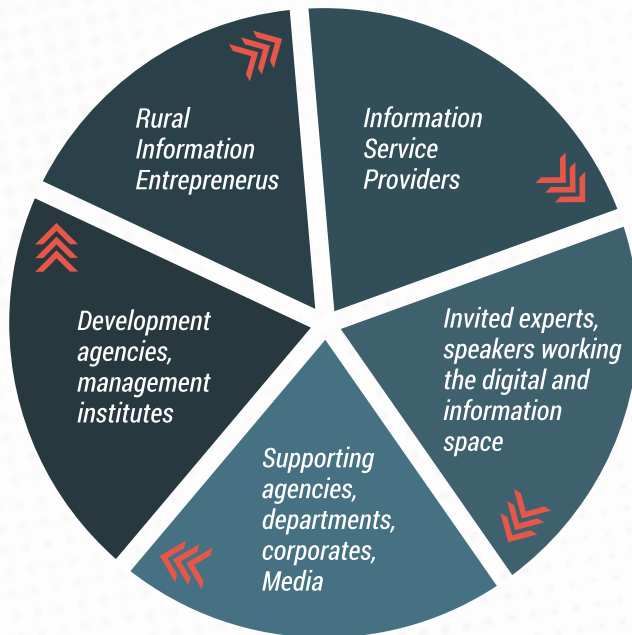 Rural
Information
Entreprenerus
Information
Service
Providers
Invited experts,
speakers working
the digital and
information
space
Supporting
agencies,
departments,
corporates,
Media
Development
agencies,
management
institutes